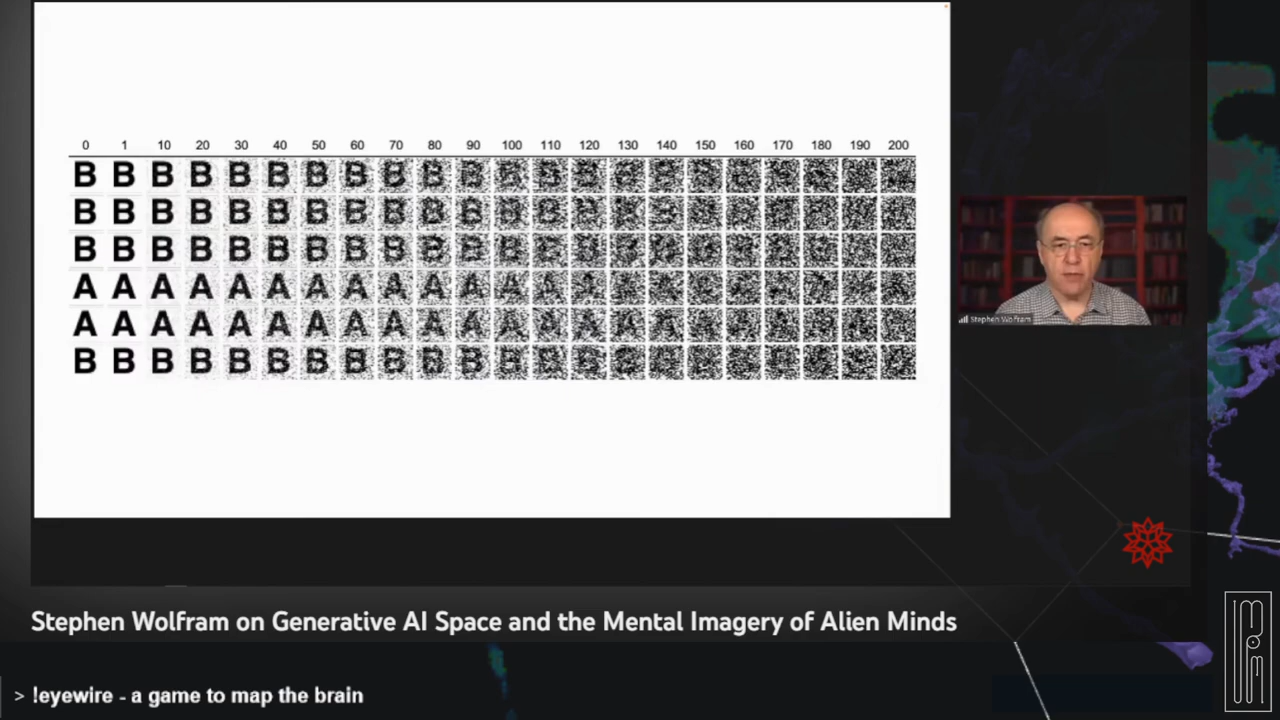 0 1 10 20 30 40 50 60 70 80 90 100 110 120 130 140 150 160 170 180 190 200
B B B B B B B B B B B B B
B B B B B B B B B B B B
B B B B B B B B B B B B
A A A A A A A A A A A A
A A A A A A A A A A A A
B B B B B B B B B B B B
Stephen Wolfram
Stephen Wolfram on Generative AI Space and the Mental Imagery of Alien Minds
> !eyewire - a game to map the brain